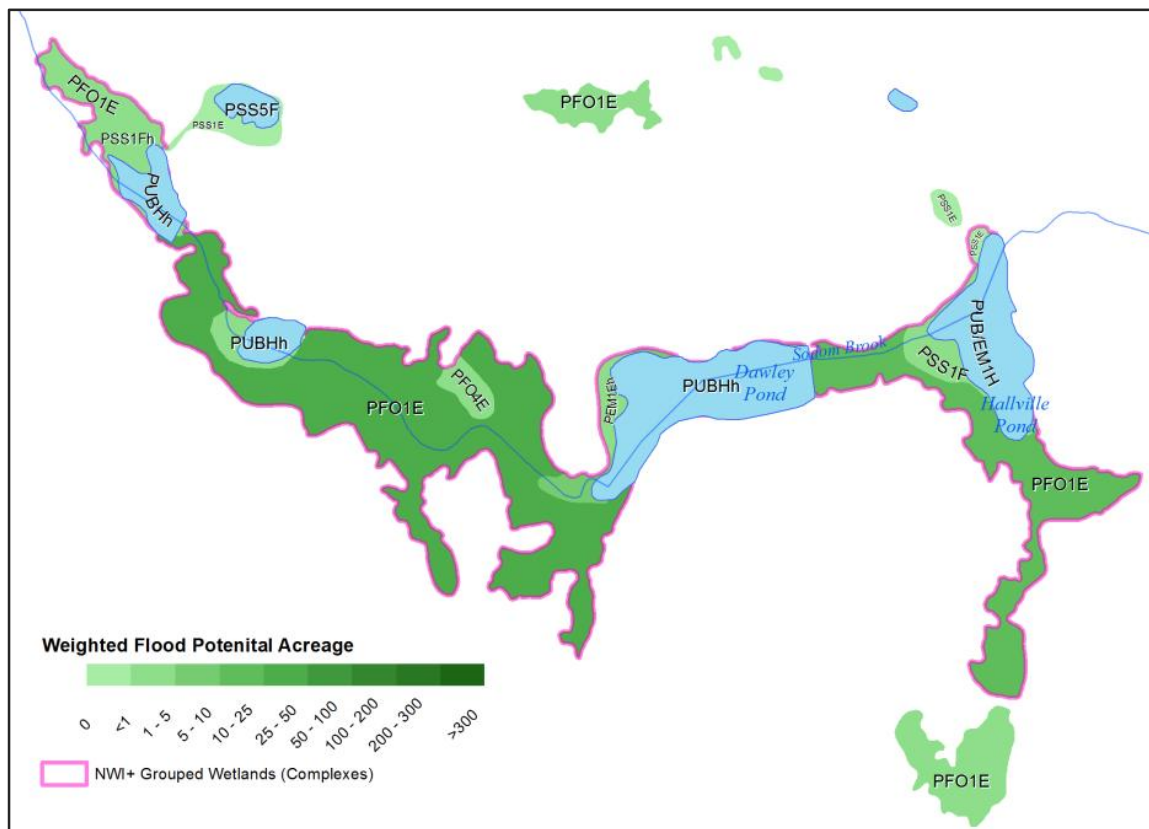 PFO1E
PSS5F
PSS1E
PFO1E
PSS1Fh
PUBHh
PSS1E
PSS1E
PUB/EM1H
Sodom Brook
PUBHh
PSS1F
Dawley
Pond
PUBHh
PFO4E
PEM1Eh
PFO1E
Hallville
Pond
PFO1E
Weighted Flood Potenital Acreage
0 <1 1 - 5 5 - 10 10 - 25 25 - 50 50 - 100 100 - 200 200 - 300 >300
NWI+ Grouped Wetlands (Complexes)
PFO1E